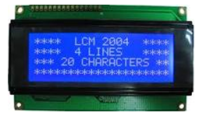 **** LCM 2004 ****
**** 4 LINES ****
*** 20 CHARACTERS ***